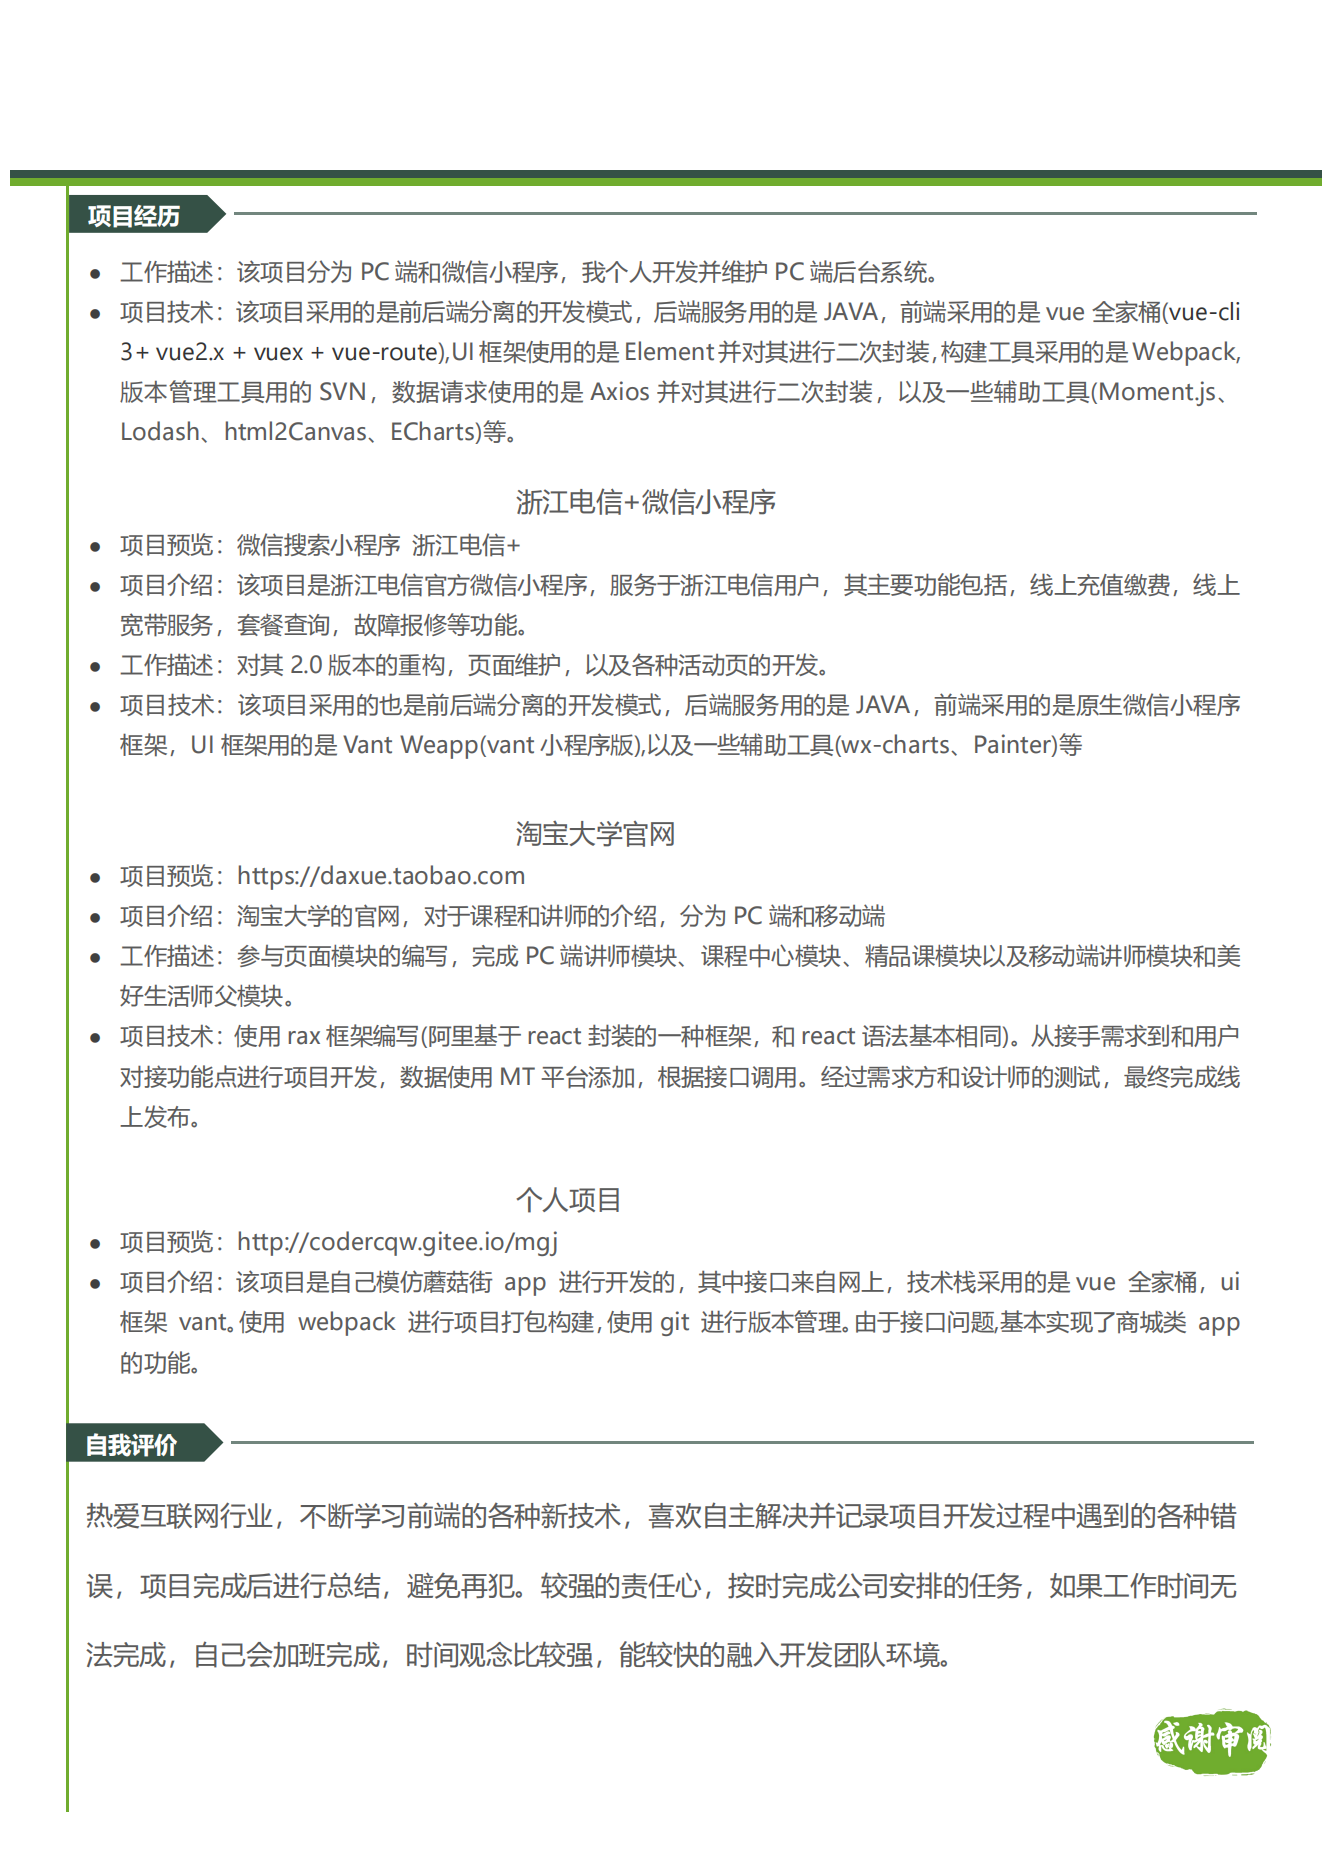 项目经历
● 工作描述：该项目分为 PC 端和微信小程序，我个人开发并维护 PC 端后台系统。
● 项目技术：该项目采用的是前后端分离的开发模式，后端服务用的是 JAVA，前端采用的是 vue 全家桶(vue-cli
3+ vue2.x + vuex + vue-route),UI 框架使用的是 Element 并对其进行二次封装,构建工具采用的是 Webpack,
版本管理工具用的 SVN，数据请求使用的是 Axios 并对其进行二次封装，以及一些辅助工具(Moment.js、
Lodash、html2Canvas、ECharts)等。
浙江电信+微信小程序
● 项目预览：微信搜索小程序 浙江电信+
● 项目介绍：该项目是浙江电信官方微信小程序，服务于浙江电信用户，其主要功能包括，线上充值缴费，线上
宽带服务，套餐查询，故障报修等功能。
● 工作描述：对其 2.0 版本的重构，页面维护，以及各种活动页的开发。
● 项目技术：该项目采用的也是前后端分离的开发模式，后端服务用的是 JAVA，前端采用的是原生微信小程序
框架，UI 框架用的是 Vant Weapp(vant 小程序版),以及一些辅助工具(wx-charts、Painter)等
淘宝大学官网
● 项目预览：https://daxue.taobao.com
● 项目介绍：淘宝大学的官网，对于课程和讲师的介绍，分为 PC 端和移动端
● 工作描述：参与页面模块的编写，完成 PC 端讲师模块、课程中心模块、精品课模块以及移动端讲师模块和美
好生活师父模块。
● 项目技术：使用 rax 框架编写(阿里基于 react 封装的一种框架，和 react 语法基本相同)。从接手需求到和用户
对接功能点进行项目开发，数据使用 MT 平台添加，根据接口调用。经过需求方和设计师的测试，最终完成线
上发布。
个人项目
● 项目预览：http://codercqw.gitee.io/mgj
● 项目介绍：该项目是自己模仿蘑菇街 app 进行开发的，其中接口来自网上，技术栈采用的是 vue 全家桶，ui
框架 vant。使用 webpack 进行项目打包构建,使用 git 进行版本管理。由于接口问题,基本实现了商城类 app
的功能。
自我评价
热爱互联网行业，不断学习前端的各种新技术，喜欢自主解决并记录项目开发过程中遇到的各种错
误，项目完成后进行总结，避免再犯。较强的责任心，按时完成公司安排的任务，如果工作时间无
法完成，自己会加班完成，时间观念比较强，能较快的融入开发团队环境。
感谢审阅